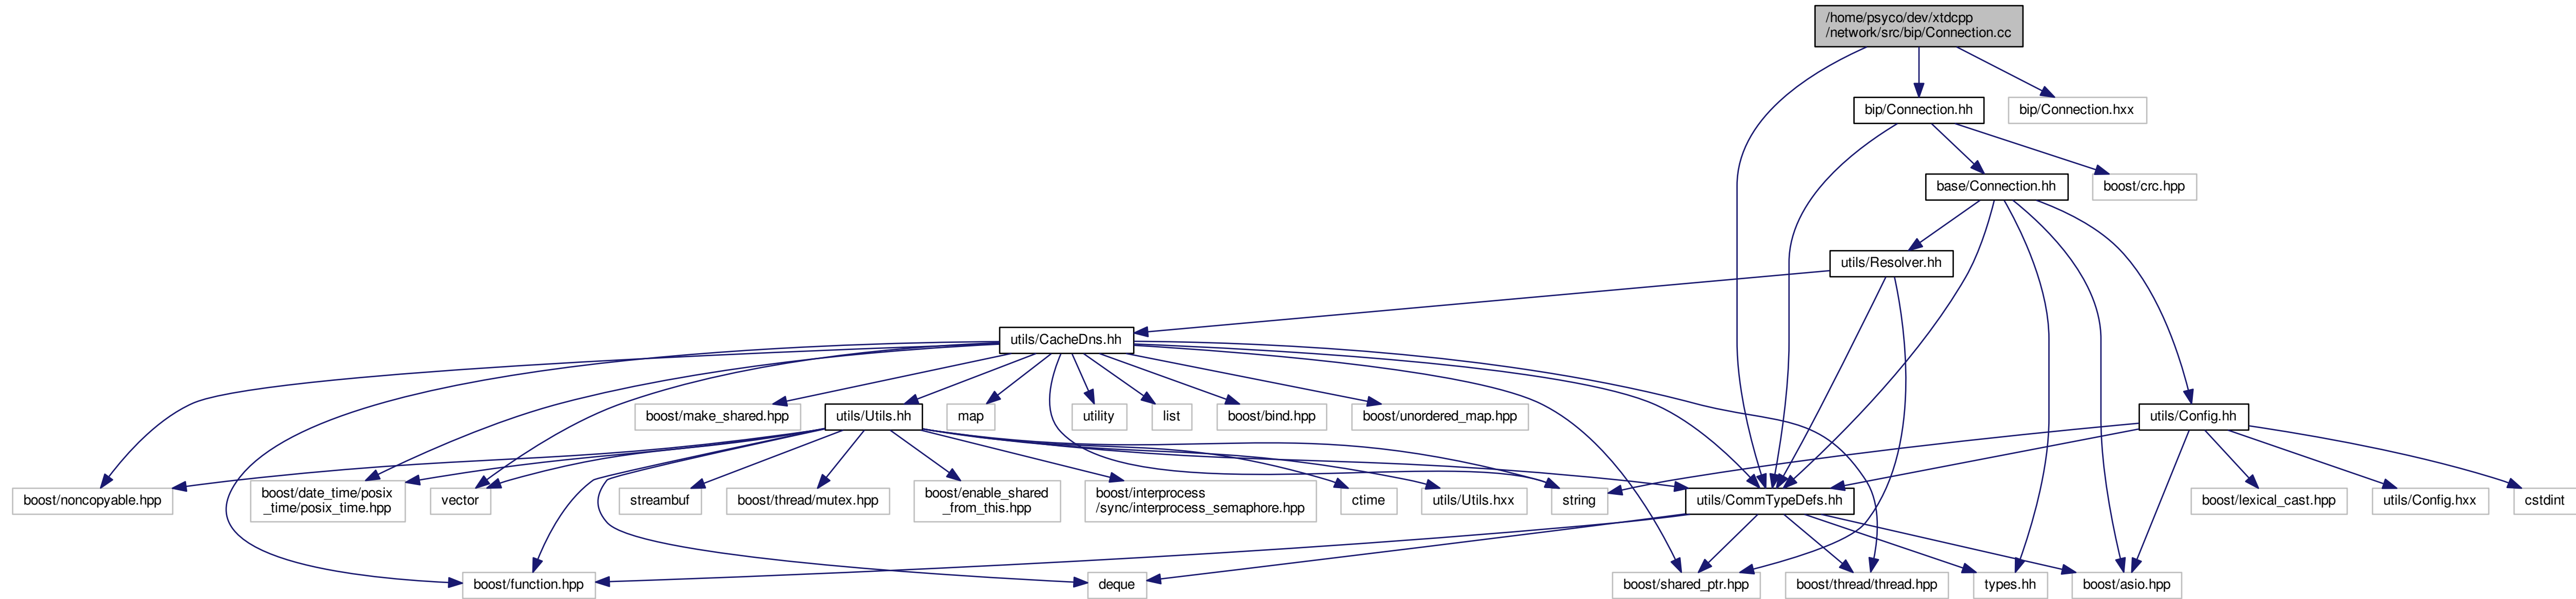 /home/psyco/dev/xtdcpp
/network/src/bip/Connection.cc
bip/Connection.hh
bip/Connection.hxx
base/Connection.hh
boost/crc.hpp
utils/Resolver.hh
utils/CacheDns.hh
boost/make_shared.hpp
utils/Utils.hh
map
utility
list
boost/bind.hpp
boost/unordered_map.hpp
utils/Config.hh
boost/noncopyable.hpp
boost/date_time/posix
_time/posix_time.hpp
vector
streambuf
boost/thread/mutex.hpp
boost/enable_shared
_from_this.hpp
boost/interprocess
/sync/interprocess_semaphore.hpp
ctime
utils/Utils.hxx
string
utils/CommTypeDefs.hh
boost/lexical_cast.hpp
utils/Config.hxx
cstdint
boost/function.hpp
deque
boost/shared_ptr.hpp
boost/thread/thread.hpp
types.hh
boost/asio.hpp